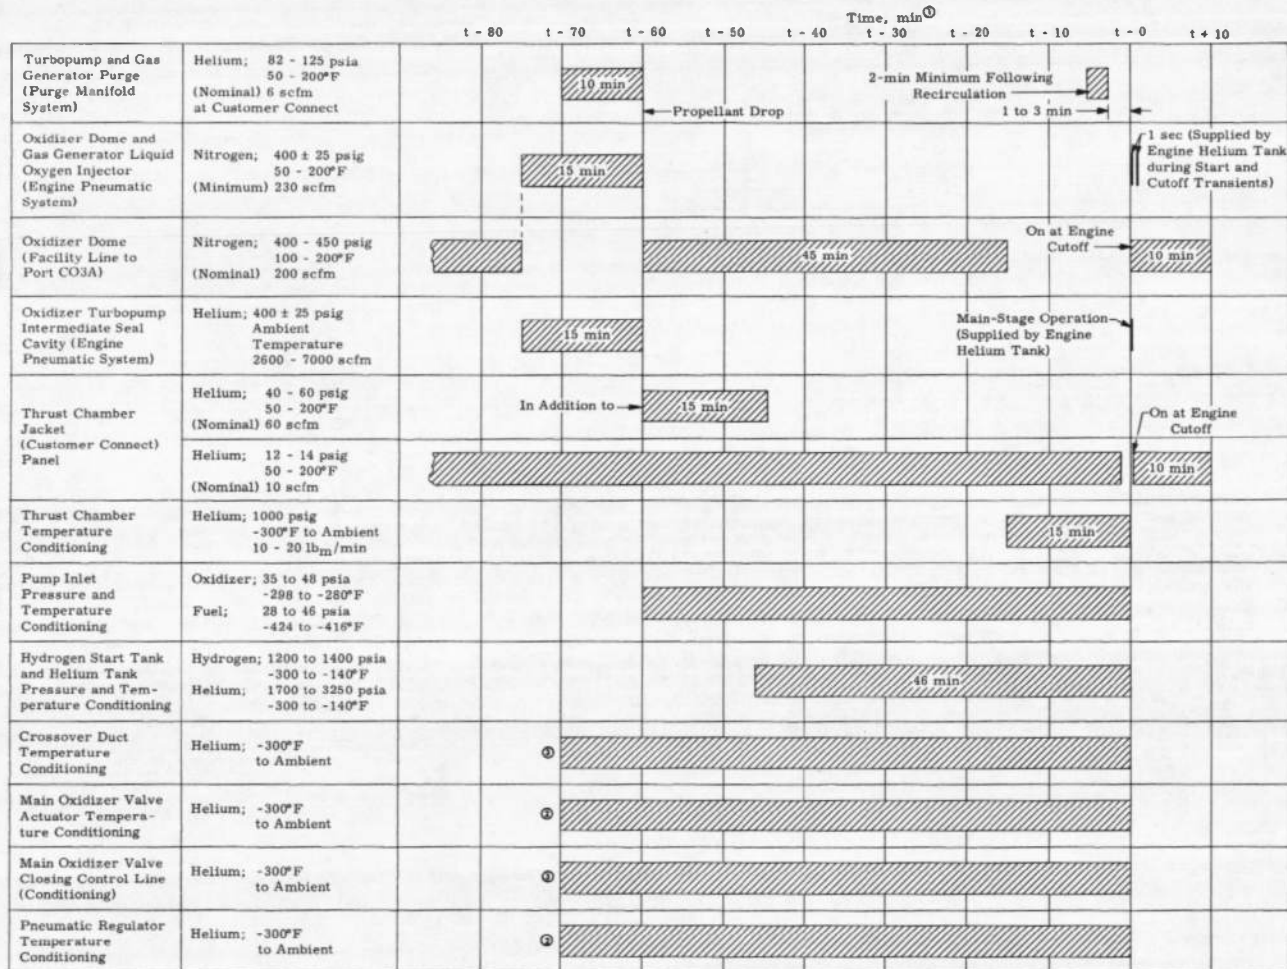 Time, min①
t - 80 t - 70 t - 60 t - 50 t - 40 t - 30 t - 20 t - 10 t - 0 t + 10
Turbopump and Gas
Generator Purge
(Purge Manifold
System)
Helium; 82 - 125 psia
50 - 200°F
(Nominal) 6 scfm
at Customer Connect
10 min
Propellant Drop
2-min Minimum Following
Recirculation
1 to 3 min
Oxidizer Dome and
Gas Generator Liquid
Oxygen Injector
(Engine Pneumatic
System)
Nitrogen; 400 ± 25 psig
50 - 200°F
(Minimum) 230 scfm
15 min
1 sec (Supplied by
Engine Helium Tank
during Start and
Cutoff Transients)
Oxidizer Dome
(Facility Line to
Port CO3A)
Nitrogen; 400 - 450 psig
100 - 200°F
(Nominal) 200 scfm
45 min
On at Engine
Cutoff
10 min
Oxidizer Turbopump
Intermediate Seal
Cavity (Engine
Pneumatic System)
Helium; 400 ± 25 psig
Ambient
Temperature
2600 - 7000 scfm
15 min
Main-Stage Operation
(Supplied by Engine
Helium Tank)
Thrust Chamber
Jacket
(Customer Connect)
Panel
Helium; 40 - 60 psig
50 - 200°F
(Nominal) 60 scfm
In Addition to
15 min
On at Engine
Cutoff
Helium; 12 - 14 psig
50 - 200°F
(Nominal) 10 scfm
10 min
Thrust Chamber
Temperature
Conditioning
Helium; 1000 psig
-300°F to Ambient
10 - 20 lbm/min
15 min
Pump Inlet
Pressure and
Temperature
Conditioning
Oxidizer; 35 to 48 psia
-298 to -280°F
Fuel; 28 to 46 psia
-424 to -416°F
Hydrogen Start Tank
and Helium Tank
Pressure and Tem-
perature Conditioning
Hydrogen; 1200 to 1400 psia
-300 to -140°F
Helium; 1700 to 3250 psia
-300 to -140°F
46 min
Crossover Duct
Temperature
Conditioning
Helium; -300°F
to Ambient
Main Oxidizer Valve
Actuator Tempera-
ture Conditioning
Helium; -300°F
to Ambient
②
Main Oxidizer Valve
Closing Control Line
(Conditioning)
Helium; -300°F
to Ambient
Pneumatic Regulator
Temperature
Conditioning
Helium; -300°F
to Ambient
②